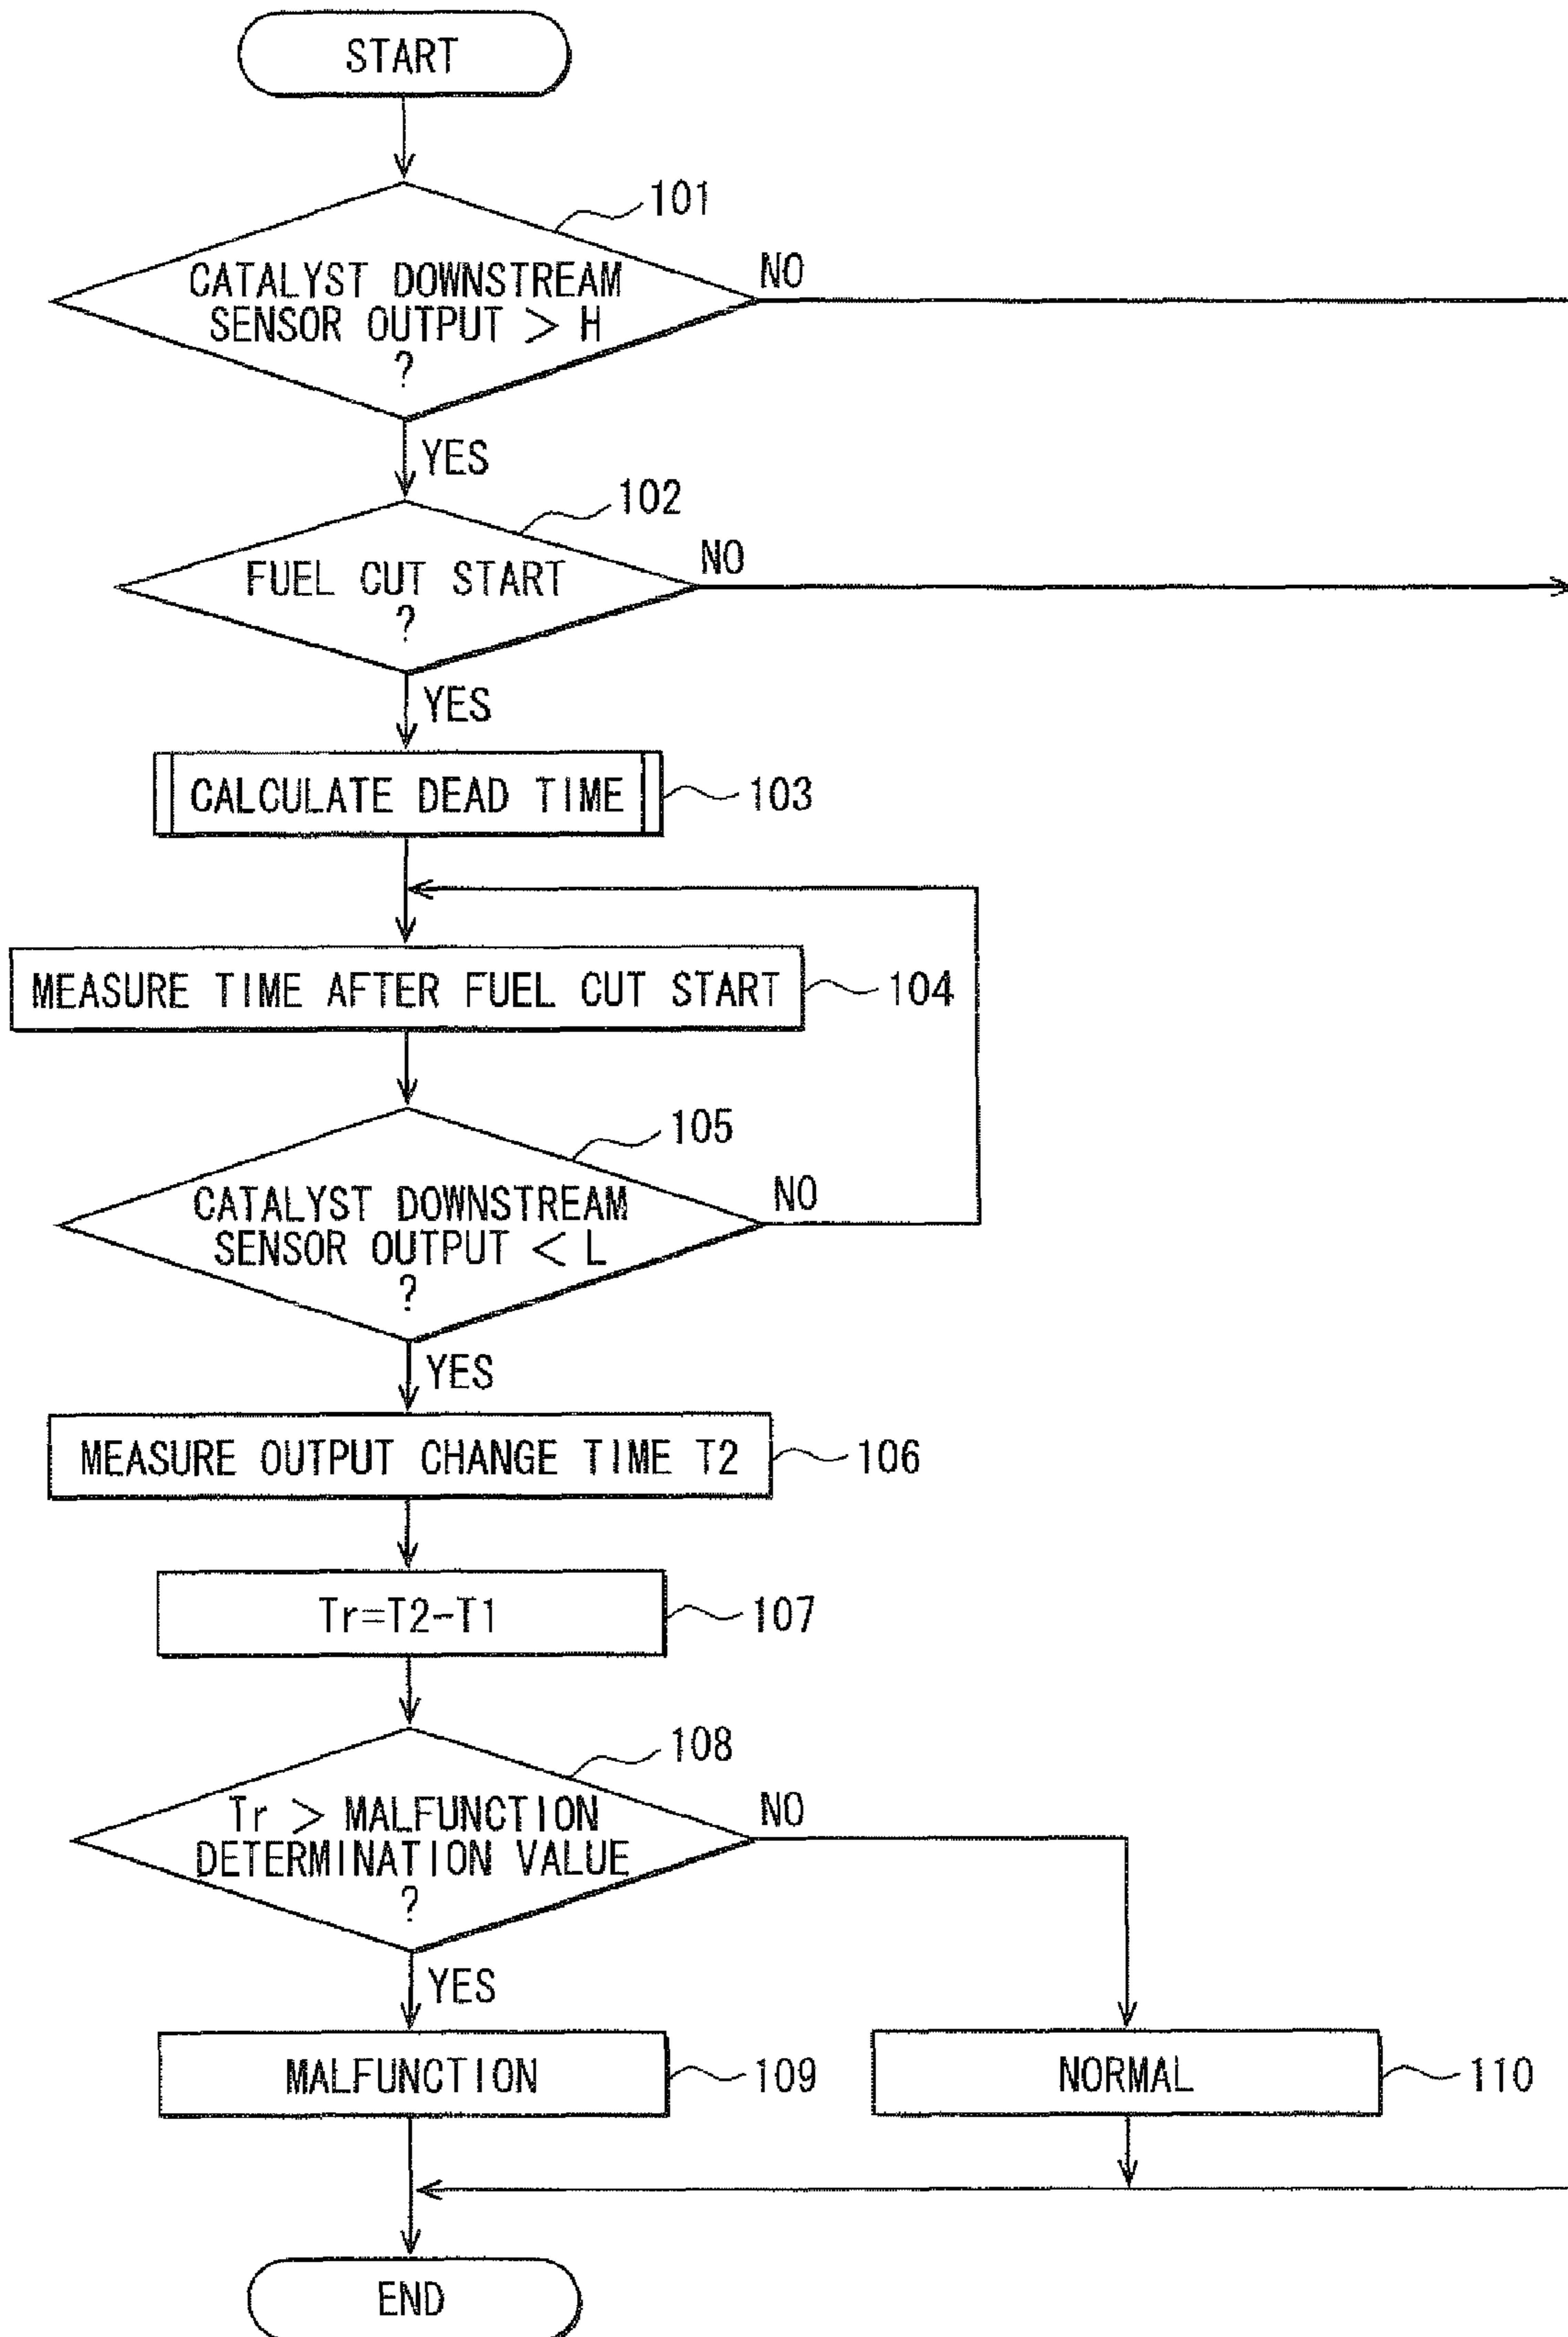 START
101
CATALYST DOWNSTREAM
SENSOR OUTPUT > H
?
NO
YES
102
FUEL CUT START
?
NO
YES
CALCULATE DEAD TIME
103
MEASURE TIME AFTER FUEL CUT START
104
105
CATALYST DOWNSTREAM
SENSOR OUTPUT < L
?
NO
YES
MEASURE OUTPUT CHANGE TIME T2
106
Tr=T2-T1
107
108
Tr > MALFUNCTION
DETERMINATION VALUE
?
NO
YES
MALFUNCTION
109
NORMAL
110
END